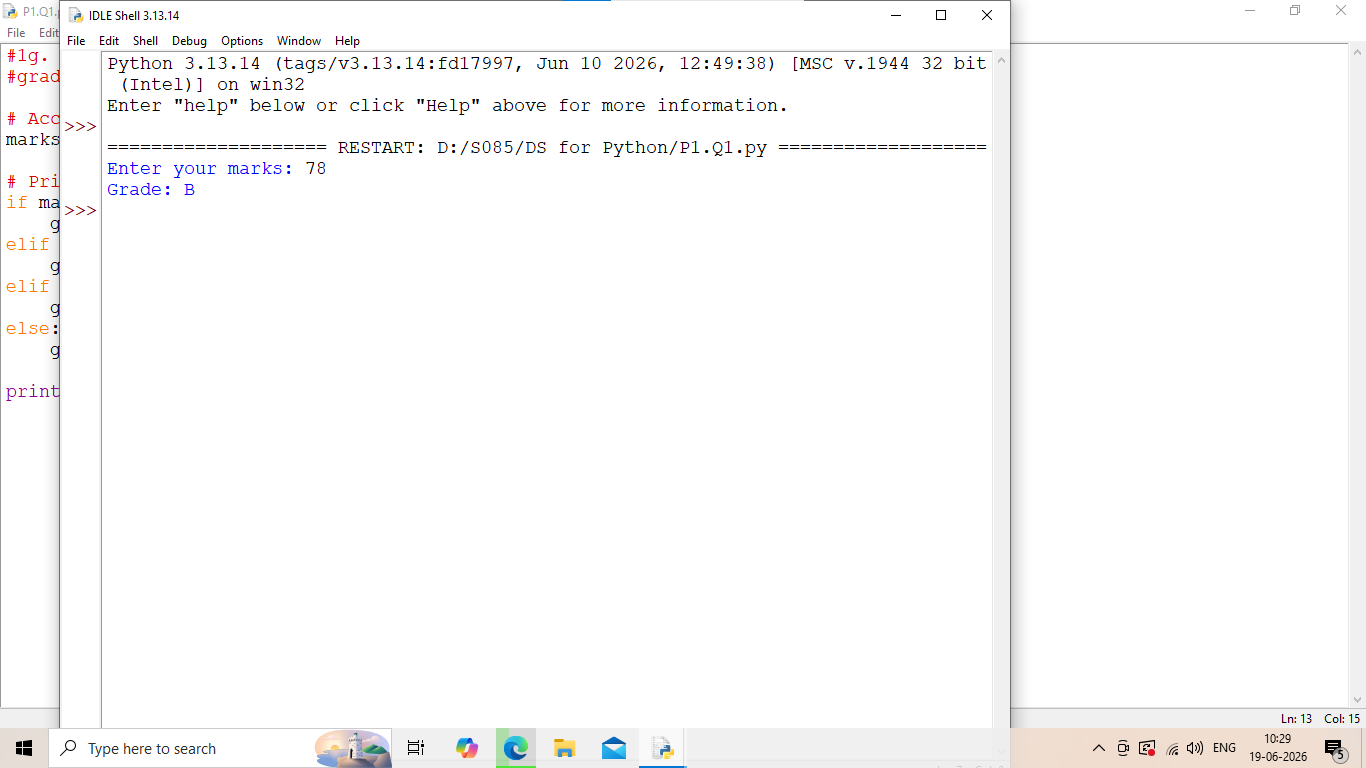 P1.Q1.
File Edit
#1g.
#grad
# Acc
marks
# Pri
if ma
g
elif
g
elif
g
else:
g
print
IDLE Shell 3.13.14
File Edit Shell Debug Options Window Help
Python 3.13.14 (tags/v3.13.14:fd17997, Jun 10 2026, 12:49:38) [MSC v.1944 32 bit
(Intel)] on win32
Enter "help" below or click "Help" above for more information.
>>>
==================== RESTART: D:/S085/DS for Python/P1.Q1.py ===================
Enter your marks: 78
Grade: B
>>>
Ln: 13 Col: 15
Type here to search
ENG
10:29
19-06-2026
5